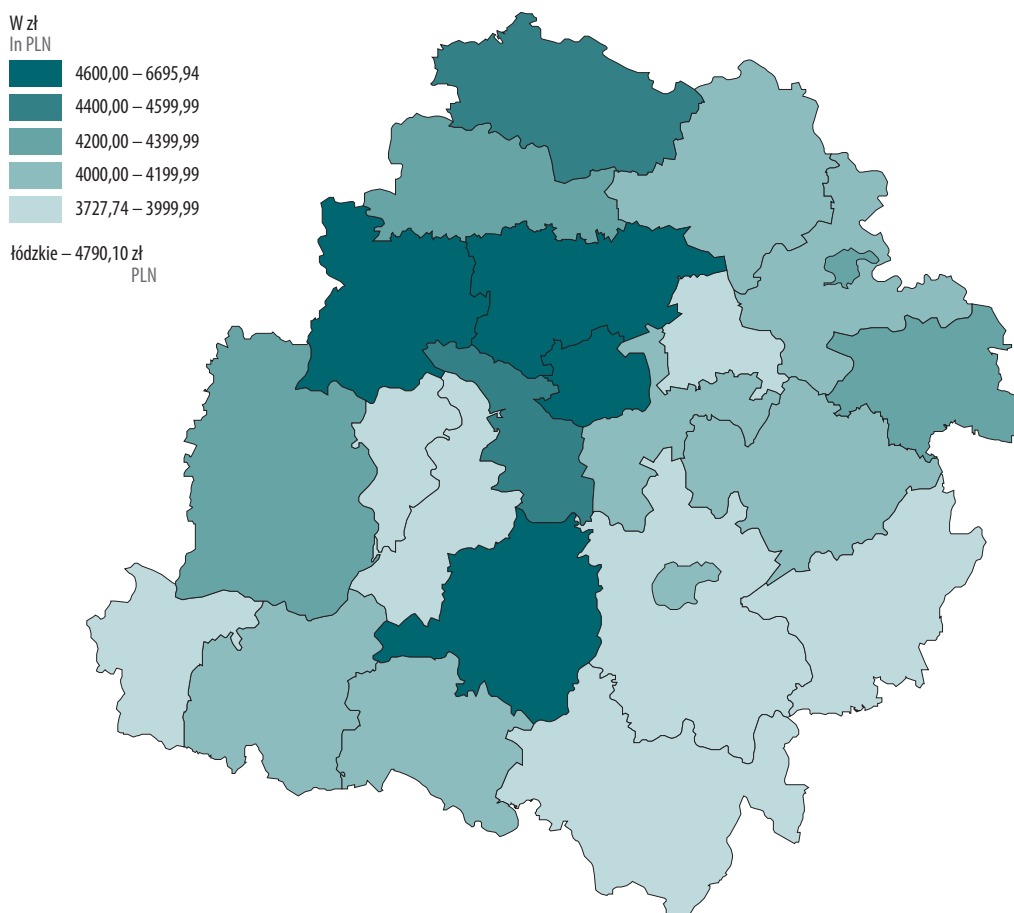 W zł
In PLN
4600,00 – 6695,94
4400,00 – 4599,99
4200,00 – 4399,99
4000,00 – 4199,99
3727,74 – 3999,99
łódzkie – 4790,10 zł
PLN